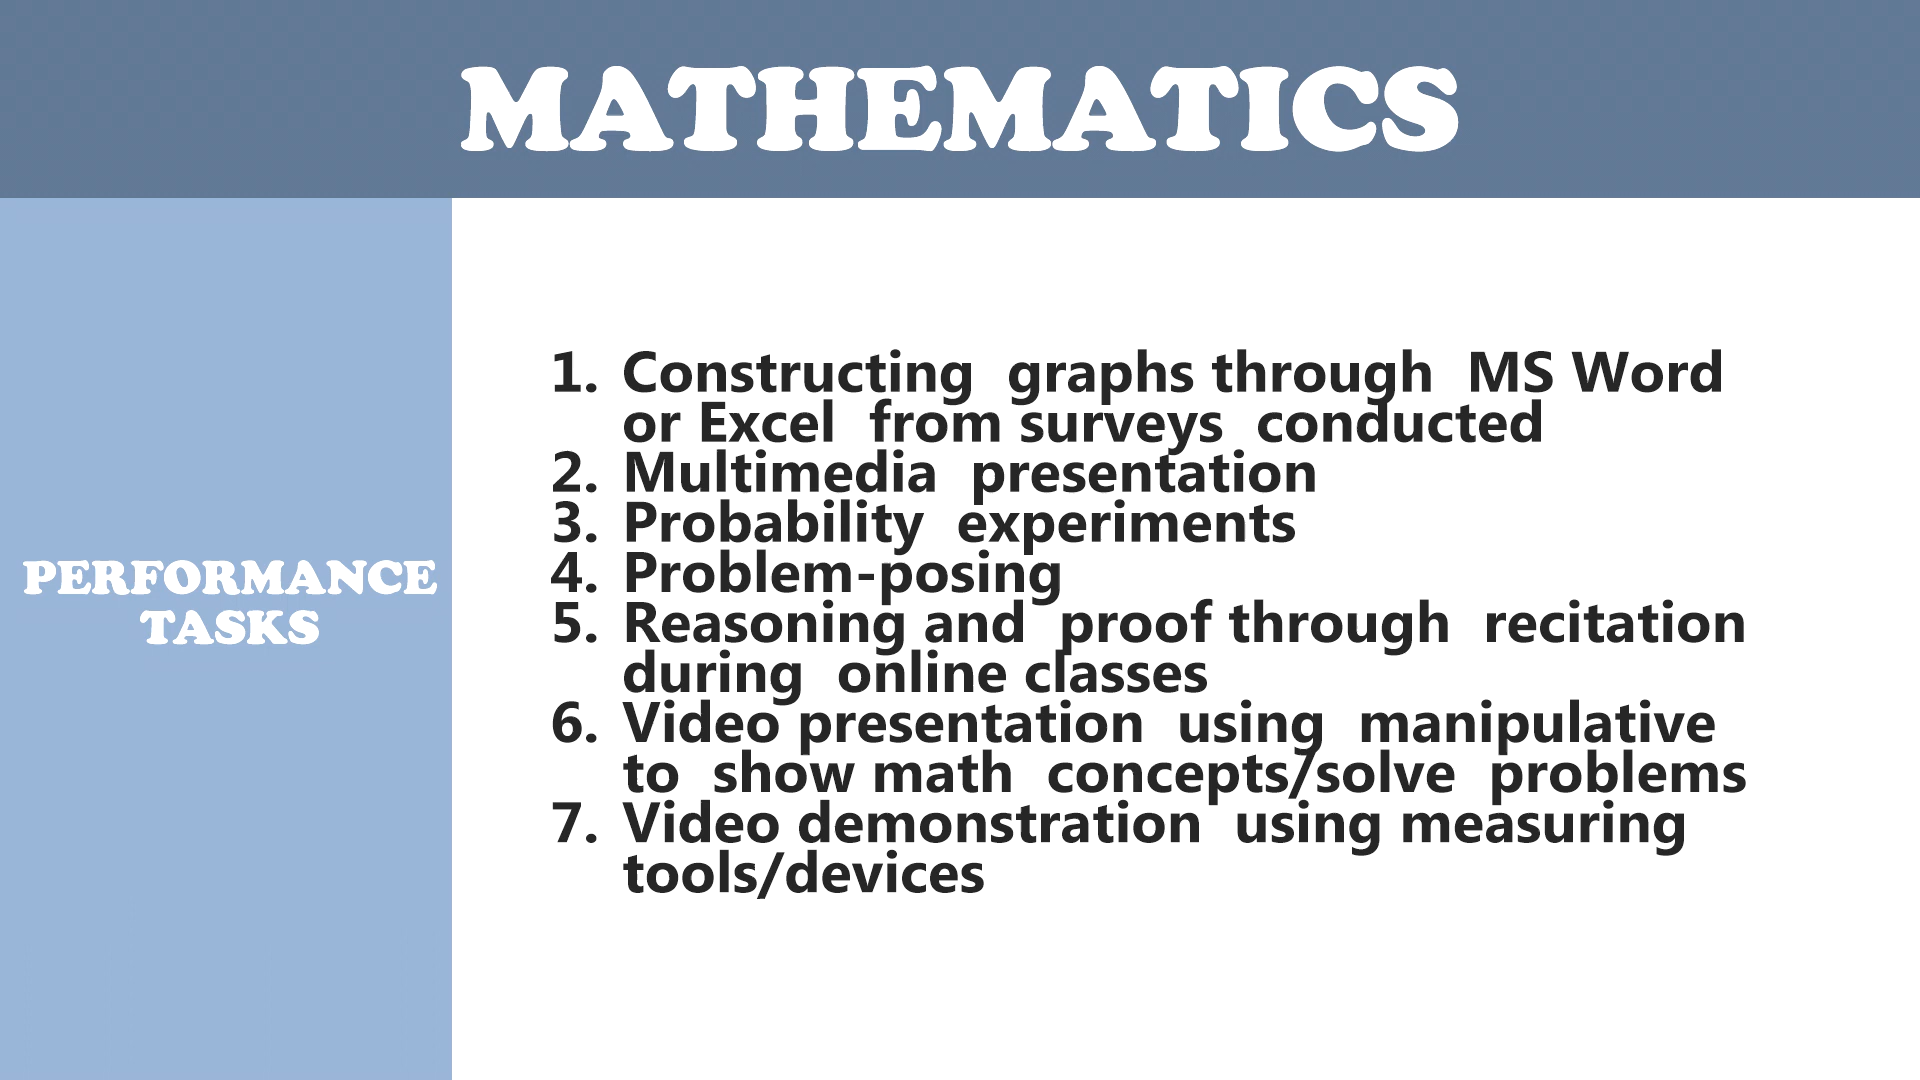 MATHEMATICS
PERFORMANCE
TASKS
1. Constructing graphs through MS Word
or Excel from surveys conducted
2. Multimedia presentation
3. Probability experiments
4. Problem-posing
5. Reasoning and proof through recitation
during online classes
6. Video presentation using manipulative
to show math concepts/solve problems
7. Video demonstration using measuring
tools/devices